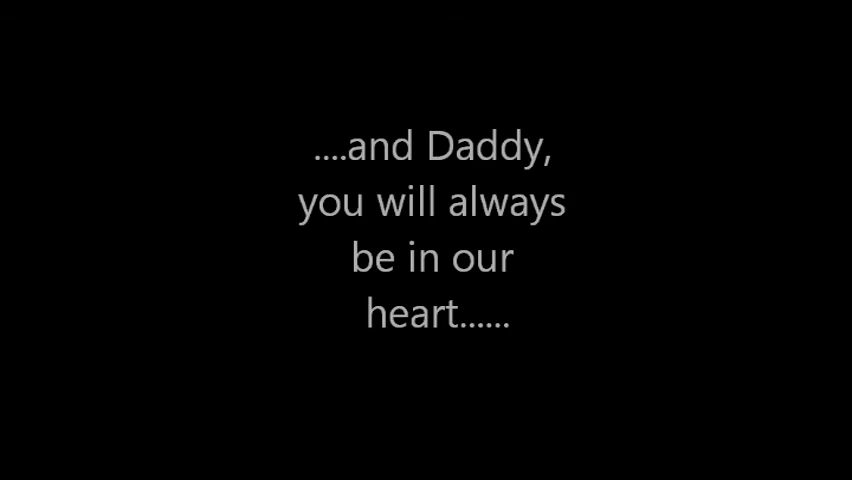 ....and Daddy,
you will always
be in our
heart......